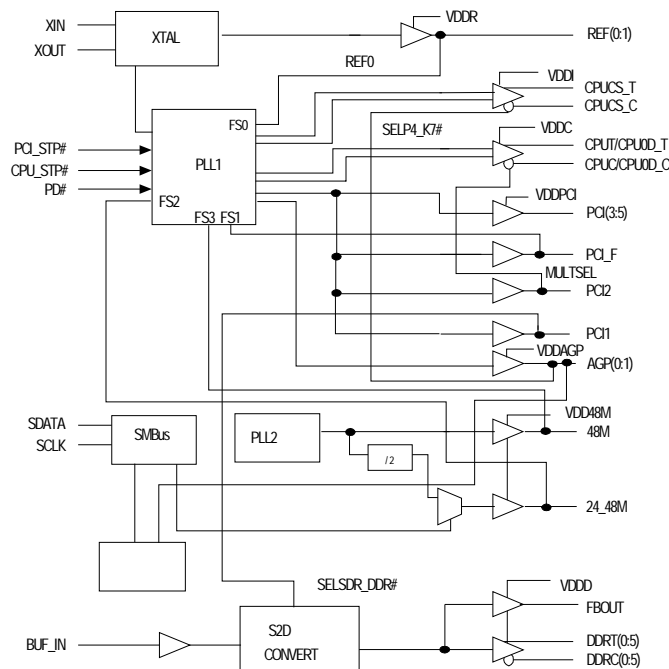 XIN
XOUT
XTAL
VDDR
REF(0:1)
REF0
VDDI
CPUCS_T
CPUCS_C
FS0
SELP4_K7#
PCI_STP#
CPU_STP#
PD#
PLL1
VDDC
CPUT/CPU0D_T
CPUC/CPU0D_C
FS2
FS3 FS1
VDDPCI
PCI(3:5)
PCI_F
MULTSEL
PCI2
PCI1
VDDAGP
AGP(0:1)
SDATA
SCLK
SMBus
PLL2
VDD48M
48M
/ 2
24_48M
SELSDR_DDR#
VDDD
FBOUT
BUF_IN
S2D
CONVERT
DDRT(0:5)
DDRC(0:5)